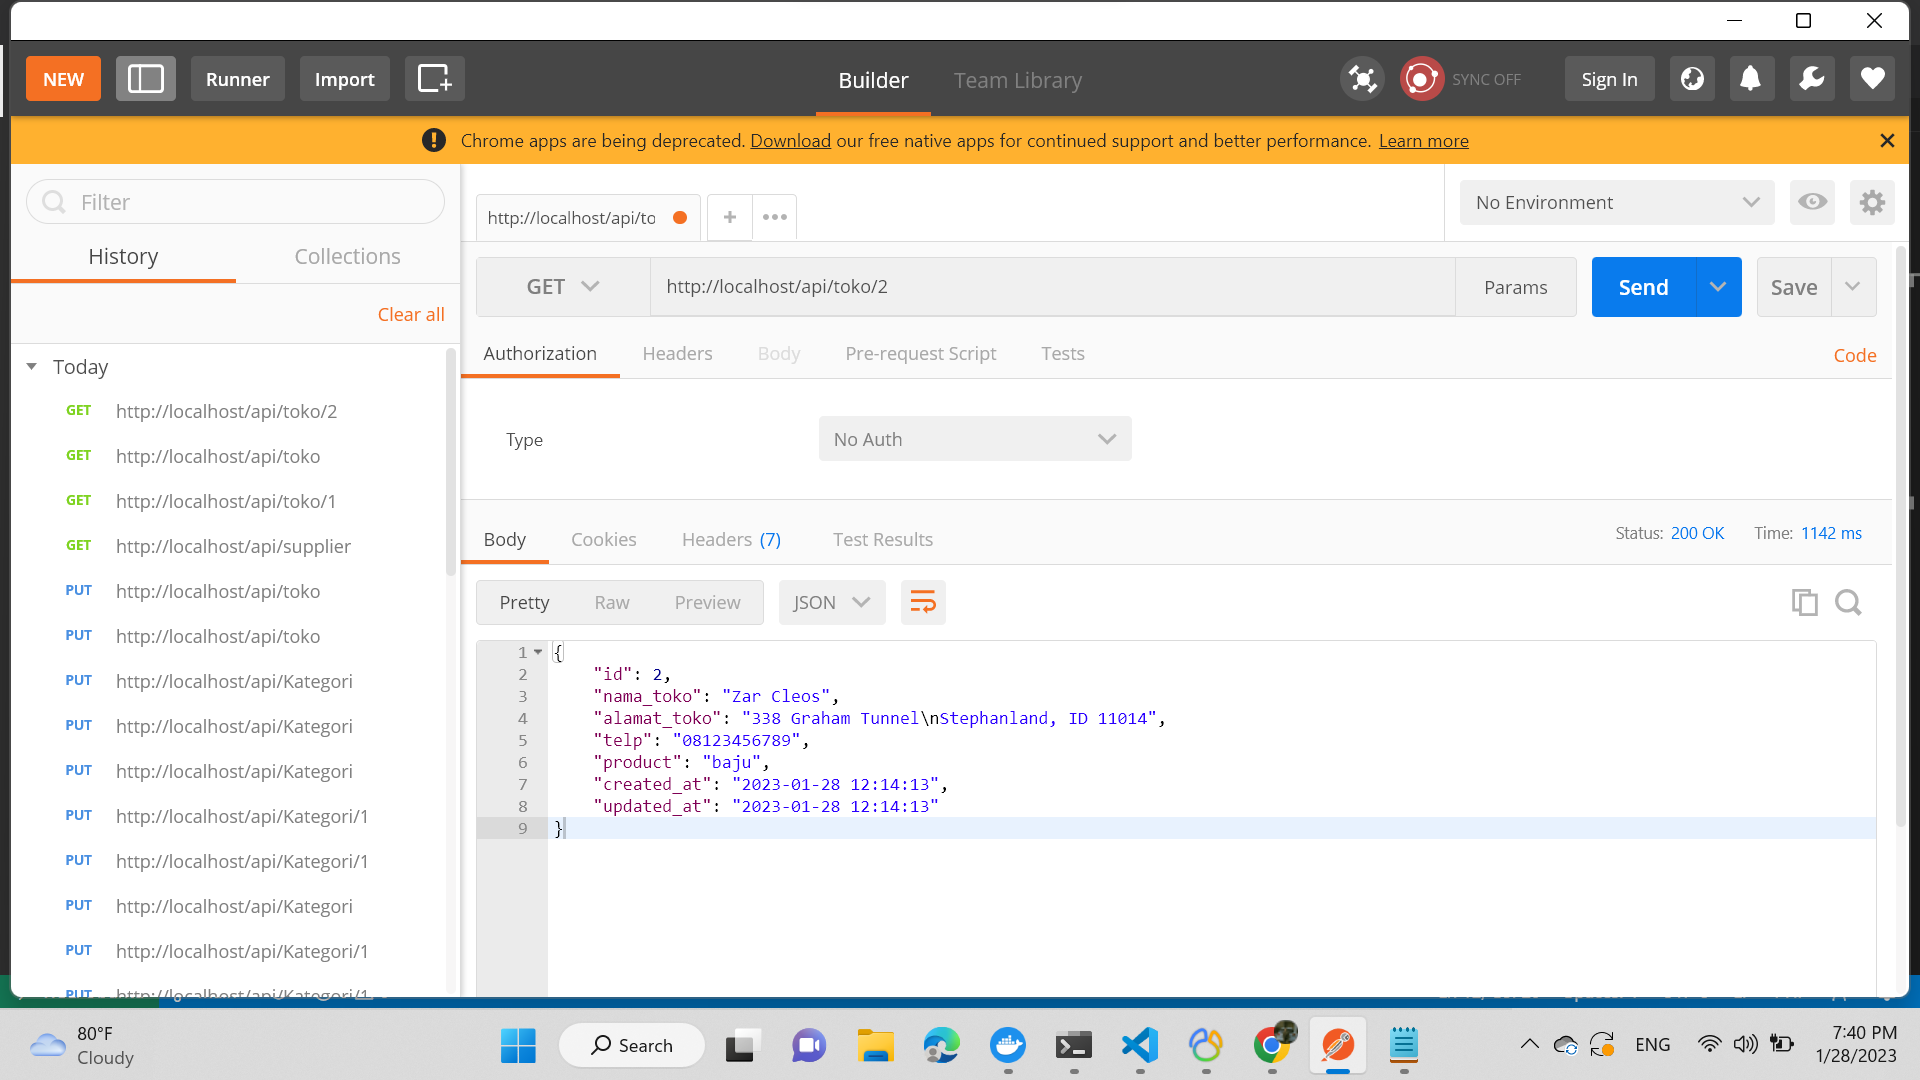 NEW
Runner
Import
Builder
Team Library
SYNC OFF
Sign In
Chrome apps are being deprecated. Download our free native apps for continued support and better performance. Learn more
Filter
History
Collections
Clear all
Today
GET http://localhost/api/toko/2
GET http://localhost/api/toko
GET http://localhost/api/toko/1
GET http://localhost/api/supplier
PUT http://localhost/api/toko
PUT http://localhost/api/toko
PUT http://localhost/api/Kategori
PUT http://localhost/api/Kategori
PUT http://localhost/api/Kategori
PUT http://localhost/api/Kategori/1
PUT http://localhost/api/Kategori/1
PUT http://localhost/api/Kategori
PUT http://localhost/api/Kategori/1
PUT http://localhost/api/Kategori/1
http://localhost/api/to
No Environment
GET
http://localhost/api/toko/2
Params
Send
Save
Authorization
Headers
Body
Pre-request Script
Tests
Code
Type
No Auth
Body
Cookies
Headers (7)
Test Results
Status: 200 OK
Time: 1142 ms
Pretty
Raw
Preview
JSON
1 {
2 "id": 2,
3 "nama_toko": "Zar Cleos",
4 "alamat_toko": "338 Graham Tunnel\nStephanland, ID 11014",
5 "telp": "08123456789",
6 "product": "baju",
7 "created_at": "2023-01-28 12:14:13",
8 "updated_at": "2023-01-28 12:14:13"
9 }
80°F
Cloudy
Search
ENG
7:40 PM
1/28/2023